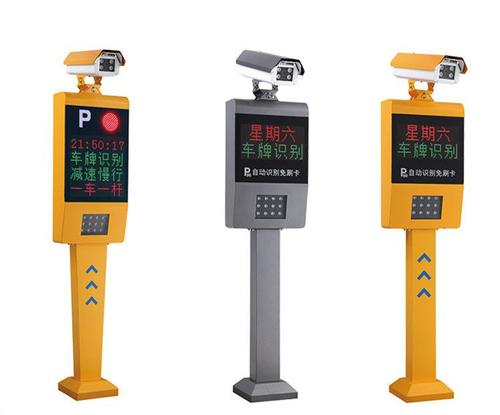 P
21:50:17
车牌识别
减速慢行
一车一杆
星期六
车牌识别
P 自动识别免刷卡
星期六
车牌识别
P 自动识别免刷卡